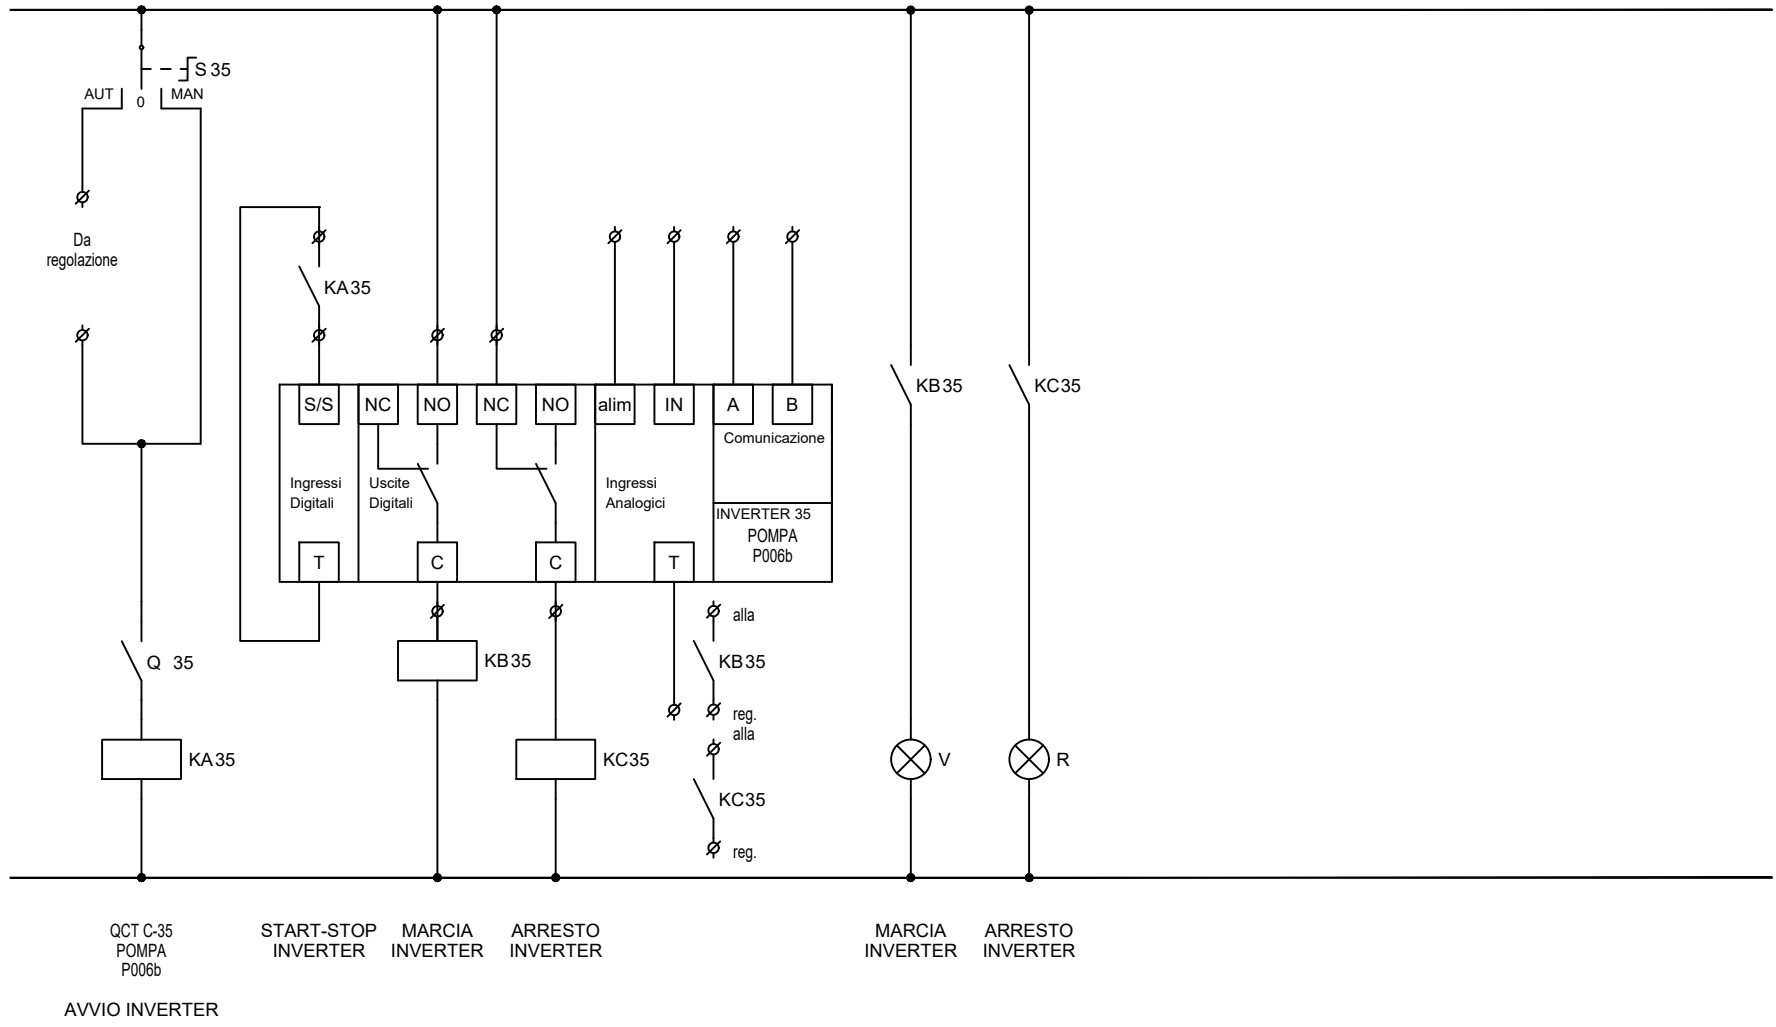 S 35
AUT
0
MAN
Da
regolazione
KA35
S/S
NC
NO
NC
NO
alim
IN
A
B
Comunicazione
Ingressi
Digitali
Uscite
Digitali
Ingressi
Analogici
INVERTER 35
POMPA
P006b
T
C
C
T
KB35
KC35
Q 35
KB35
alla
KB35
reg.
alla
KA35
KC35
KC35
reg.
V
R
QCT C-35
POMPA
P006b
AVVIO INVERTER
START-STOP
INVERTER
MARCIA
INVERTER
ARRESTO
INVERTER
MARCIA
INVERTER
ARRESTO
INVERTER